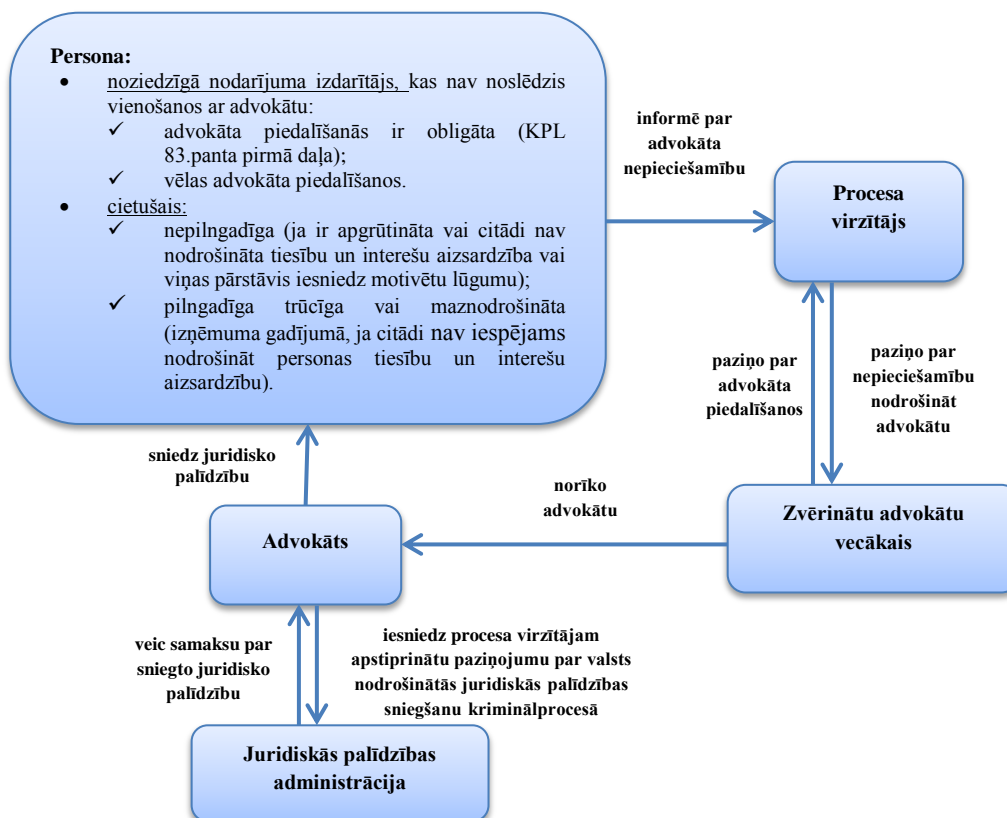 Persona:
• noziedzīgā nodarījuma izdarītājs, kas nav noslēdzis
vienošanos ar advokātu:
✓ advokāta piedalīšanās ir obligāta (KPL
83.panta pirmā daļa);
✓ vēlas advokāta piedalīšanos.
• cietušais:
✓ nepilngadīga (ja ir apgrūtināta vai citādi nav
nodrošināta tiesību un interešu aizsardzība vai
viņas pārstāvis iesniedz motivētu lūgumu);
✓ pilngadīga trūcīga vai maznodrošināta
(izņēmuma gadījumā, ja citādi nav iespējams
nodrošināt personas tiesību un interešu
aizsardzību).
informē par
advokāta
nepieciešamību
Procesa
virzītājs
paziņo par
advokāta
piedalīšanos
paziņo par
nepieciešamību
nodrošināt
advokātu
Zvērinātu advokātu
vecākais
norīko
advokātu
sniedz juridisko
palīdzību
Advokāts
veic samaksu par
sniegto juridisko
palīdzību
iesniedz procesa virzītājam
apstiprinātu paziņojumu par valsts
nodrošinātās juridiskās palīdzības
sniegšanu kriminālprocesā
Juridiskās palīdzības
administrācija